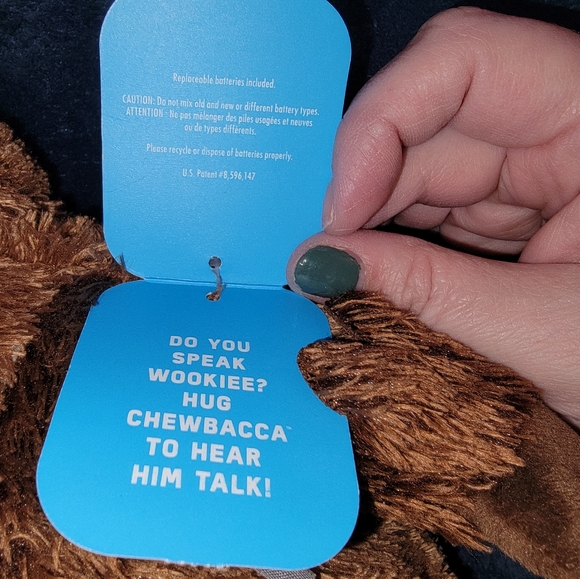 Replaceable batteries included.
CAUTION: Do not mix old and new or different battery types.
ATTENTION : Ne pas mélanger des piles usagées et neuves
ou de types différents.
Please recycle or dispose of batteries properly.
U.S. Patent #8,596,147
DO YOU
SPEAK
WOOKIEE?
HUG
CHEWBACCA™
TO HEAR
HIM TALK!